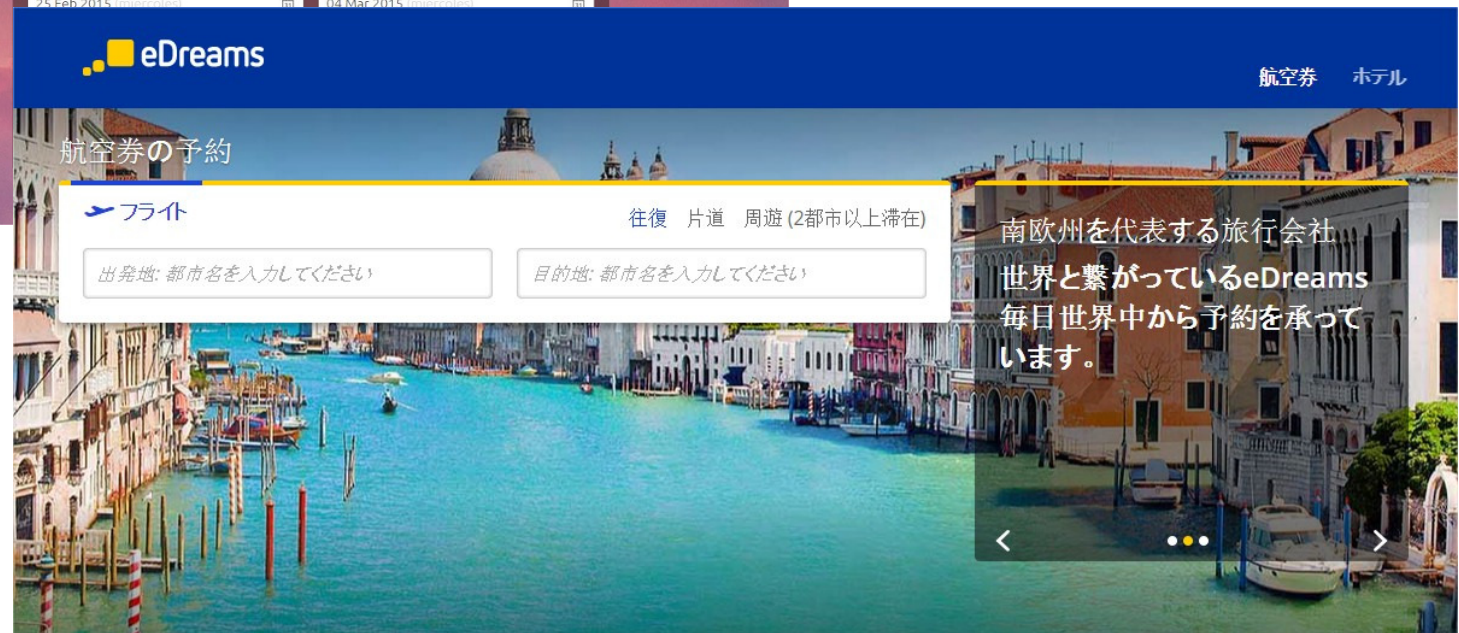 25 Feb 2015 (miercoles)
04 Mar 2015 (miercoles)
eDreams
航空券
ホテル
航空券の予約
フライト
往復
片道
周遊 (2都市以上滞在)
出発地: 都市名を入力してください
目的地: 都市名を入力してください
南欧州を代表する旅行会社
世界と繋がっているeDreams
毎日世界中から予約を承って
います。